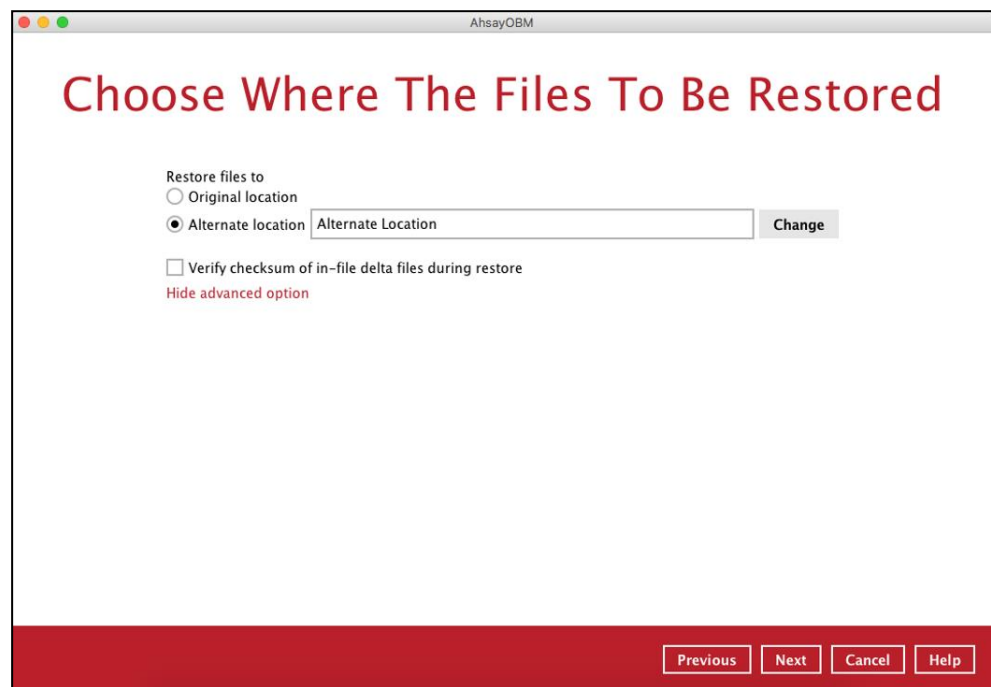 AhsayOBM
Choose Where The Files To Be Restored
Restore files to
Original location
Alternate location Alternate Location Change
Verify checksum of in-file delta files during restore
Hide advanced option
Previous Next Cancel Help